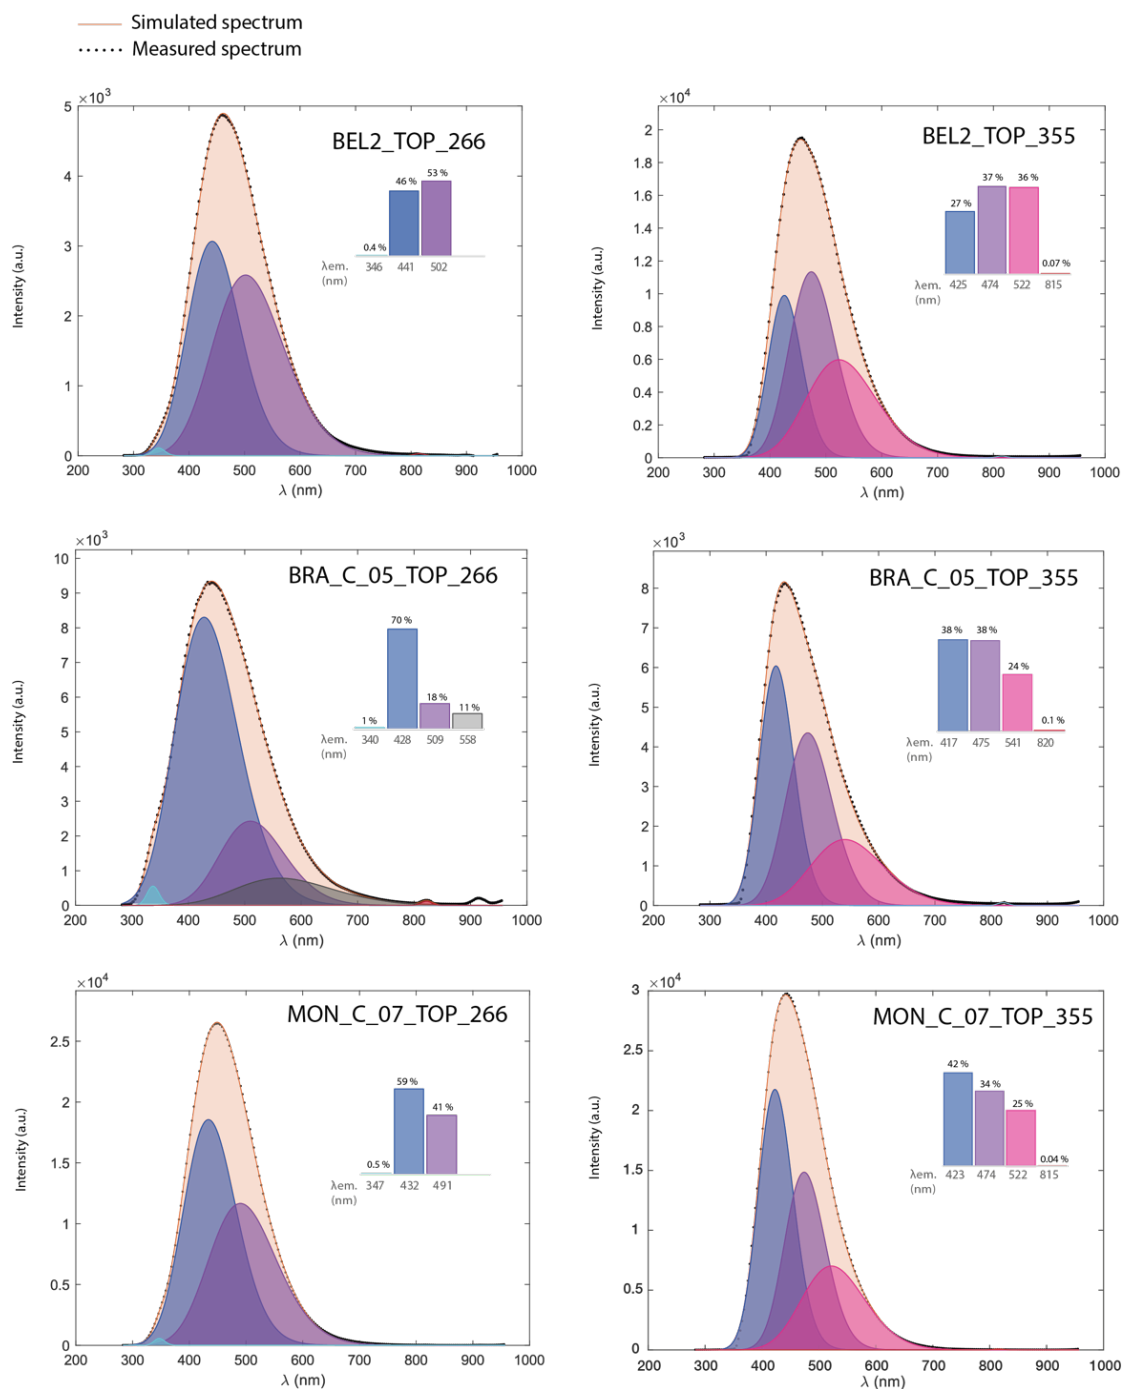 Simulated spectrum
Measured spectrum
×10³
BEL2_TOP_266
5
4
3
2
1
0
Intensity (a.u.)
53 %
46 %
0.4 %
λem. 346 441 502
(nm)
200 300 400 500 600 700 800 900 1000
λ (nm)
×10⁴
BEL2_TOP_355
2
1.8
1.6
1.4
1.2
1
0.8
0.6
0.4
0.2
0
Intensity (a.u.)
37 % 36 %
27 %
0.07 %
λem. 425 474 522 815
(nm)
200 300 400 500 600 700 800 900 1000
λ (nm)
×10³
BRA_C_05_TOP_266
10
9
8
7
6
5
4
3
2
1
0
Intensity (a.u.)
70 %
18 %
11 %
1 %
λem. 340 428 509 558
(nm)
200 300 400 500 600 700 800 900 1000
λ (nm)
×10³
BRA_C_05_TOP_355
8
7
6
5
4
3
2
1
0
Intensity (a.u.)
38 % 38 %
24 %
0.1 %
λem. 417 475 541 820
(nm)
200 300 400 500 600 700 800 900 1000
λ (nm)
×10⁴
MON_C_07_TOP_266
2.5
2
1.5
1
0.5
0
Intensity (a.u.)
59 %
41 %
0.5 %
λem. 347 432 491
(nm)
200 300 400 500 600 700 800 900 1000
λ (nm)
×10⁴
MON_C_07_TOP_355
3
2.5
2
1.5
1
0.5
0
Intensity (a.u.)
42 %
34 %
25 %
0.04 %
λem. 423 474 522 815
(nm)
200 300 400 500 600 700 800 900 1000
λ (nm)